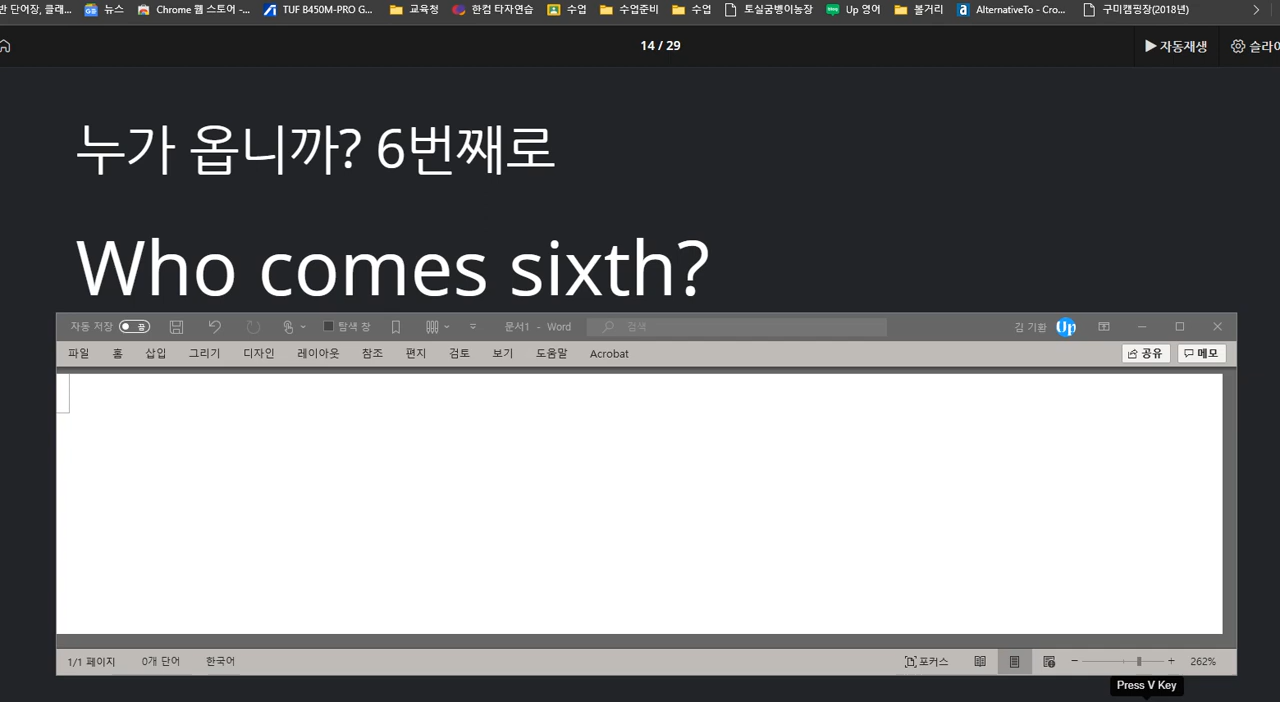 반 단어장, 클래... 뉴스 Chrome 웹 스토어 -... TUF B450M-PRO G... 교육청 한컴 타자연습 수업 수업준비 수업 토실굼벵이농장 Up 영어 볼거리 AlternativeTo - Cro... 구미캠핑장(2018년)
14 / 29 자동재생 슬라이
누가 옵니까? 6번째로
Who comes sixth?
자동 저장 끔 탐색 창 문서1 - Word 검색 김 기환 Up
파일 홈 삽입 그리기 디자인 레이아웃 참조 편지 검토 보기 도움말 Acrobat 공유 메모
1/1 페이지 0개 단어 한국어 포커스 262%
Press V Key